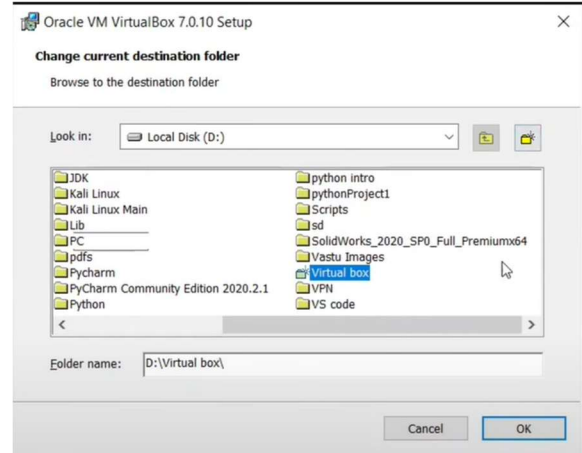 Oracle VM VirtualBox 7.0.10 Setup
Change current destination folder
Browse to the destination folder
Look in:
Local Disk (D:)
JDK
Kali Linux
Kali Linux Main
Lib
PC
pdfs
Pycharm
PyCharm Community Edition 2020.2.1
Python
python intro
pythonProject1
Scripts
sd
SolidWorks_2020_SP0_Full_Premiumx64
Vastu Images
Virtual box
VPN
VS code
Folder name:
D:\Virtual box\
Cancel
OK